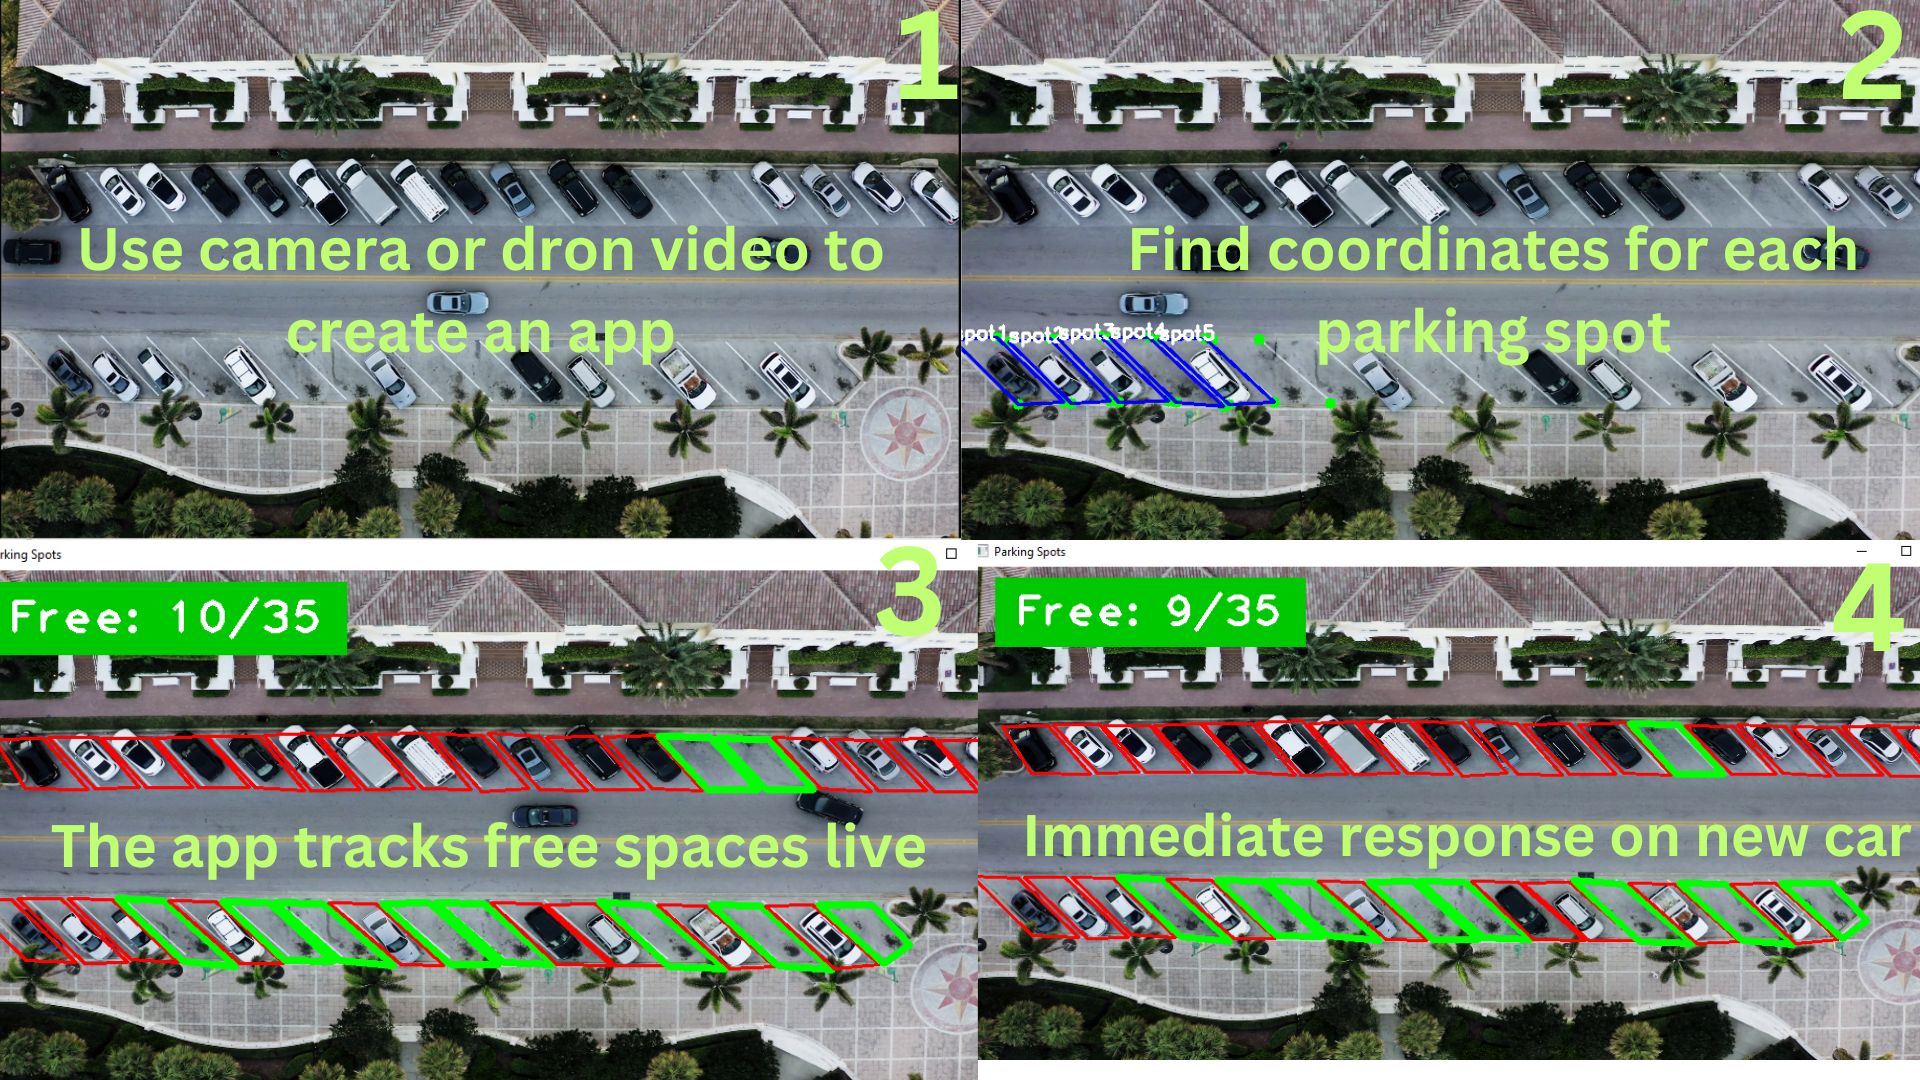 1
Use camera or dron video to
create an app
2
Find coordinates for each
parking spot
spot1 spot2 spot3 spot4 spot5
rking Spots
3
Free: 10/35
The app tracks free spaces live
Parking Spots
4
Free: 9/35
Immediate response on new car